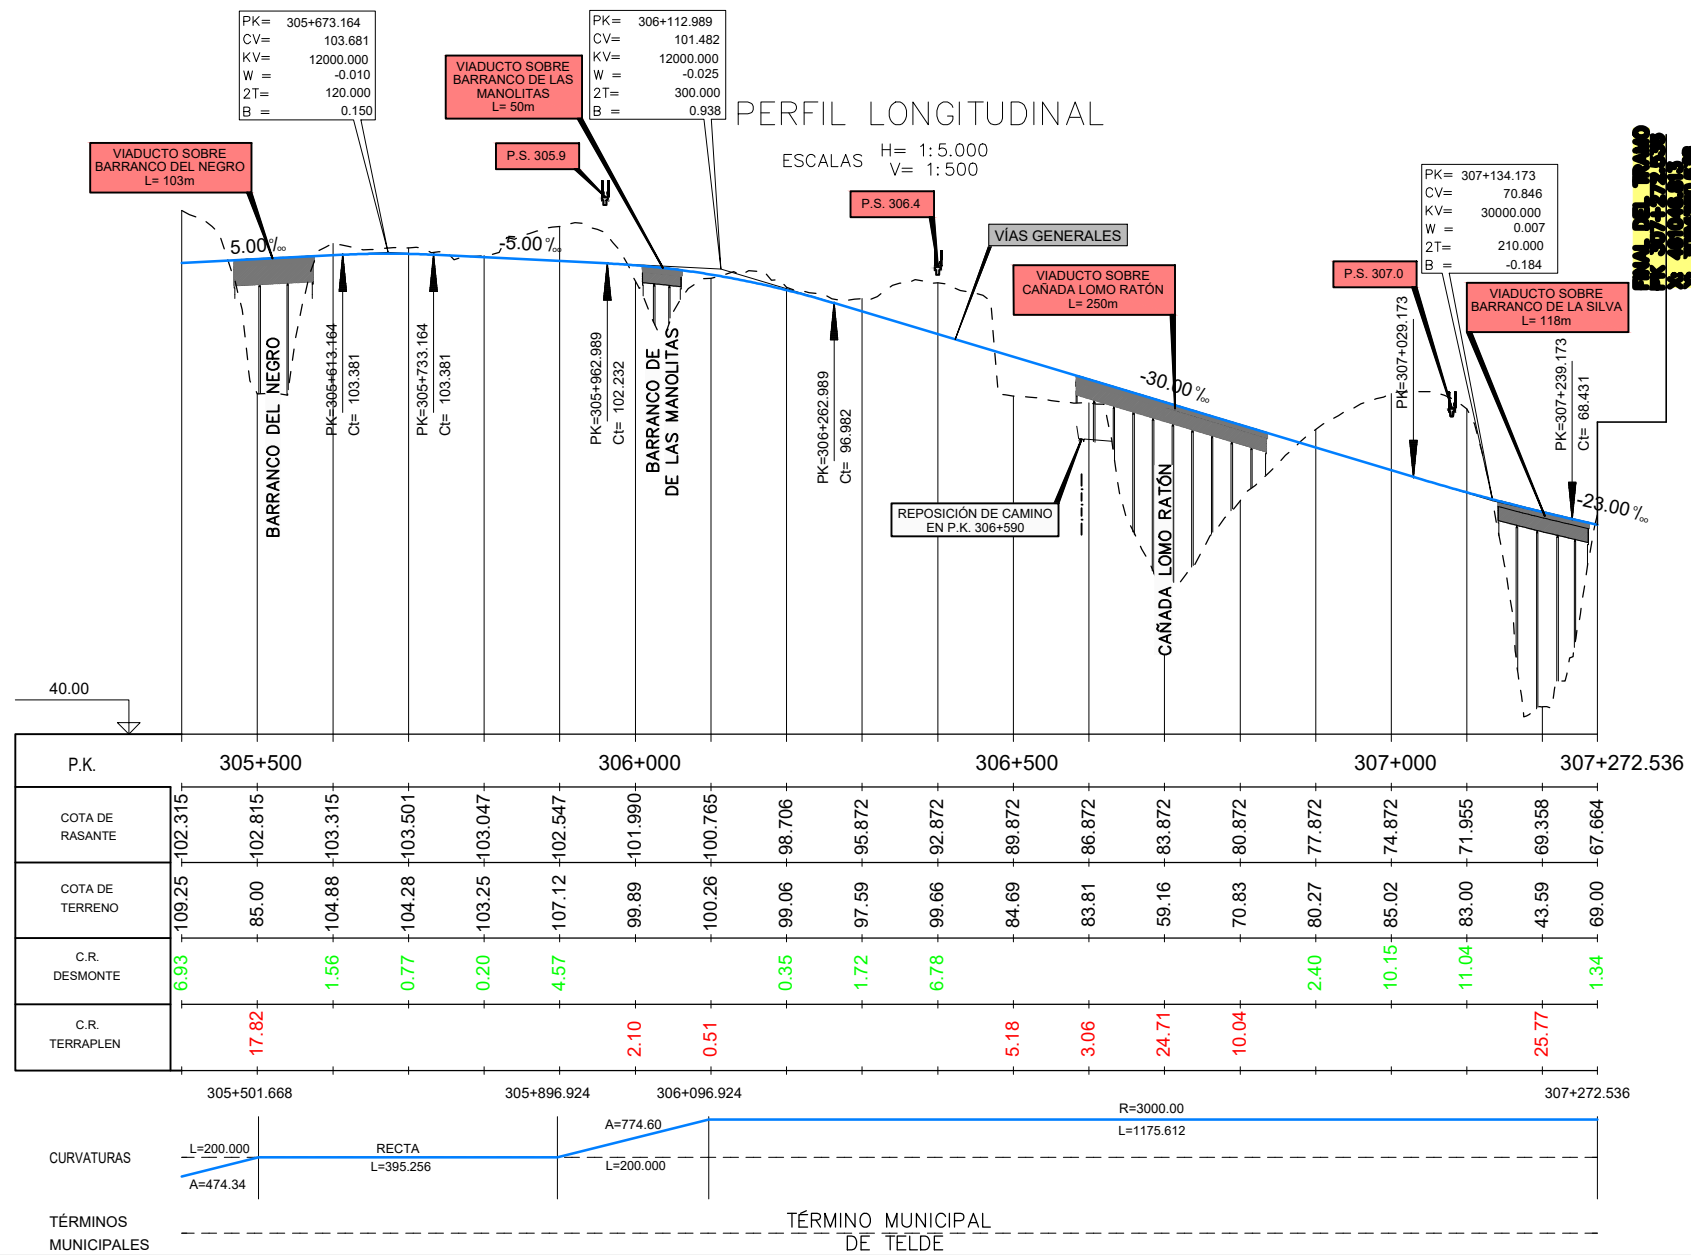 PK= 305+673.164
CV= 103.681
KV= 12000.000
W = -0.010
2T= 120.000
B = 0.150
PK= 306+112.989
CV= 101.482
KV= 12000.000
W = -0.025
2T= 300.000
B = 0.938
VIADUCTO SOBRE
BARRANCO DE LAS
MANOLITAS
L= 50m
PERFIL LONGITUDINAL
ESCALAS
H= 1:5.000
V= 1:500
VIADUCTO SOBRE
BARRANCO DEL NEGRO
L= 103m
P.S. 305.9
P.S. 306.4
VÍAS GENERALES
VIADUCTO SOBRE
CAÑADA LOMO RATÓN
L= 250m
PK= 307+134.173
CV= 70.846
KV= 30000.000
W = 0.007
2T= 210.000
B = -0.184
P.S. 307.0
VIADUCTO SOBRE
BARRANCO DE LA SILVA
L= 118m
FINAL DEL TRAMO
5.00‰
-5.00‰
-30.00‰
-23.00‰
BARRANCO DEL NEGRO
PK=305+613.164
Ct= 103.381
PK=305+733.164
Ct= 103.381
PK=305+962.989
Ct= 102.232
BARRANCO DE
DE LAS MANOLITAS
PK=306+262.989
Ct= 96.982
REPOSICIÓN DE CAMINO
EN P.K. 306+590
CAÑADA LOMO RATÓN
PK=307+029.173
PK=307+239.173
Ct= 68.431
40.00
P.K. 305+500 306+000 306+500 307+000 307+272.536
COTA DE
RASANTE
102.315 102.815 103.315 103.501 103.047 102.547 101.990 100.765 98.706 95.872 92.872 89.872 86.872 83.872 80.872 77.872 74.872 71.955 69.358 67.664
COTA DE
TERRENO
109.25 85.00 104.88 104.28 103.25 107.12 99.89 100.26 99.06 97.59 99.66 84.69 83.81 59.16 70.83 80.27 85.02 83.00 43.59 69.00
C.R.
DESMONTE
6.93 1.56 0.77 0.20 4.57 0.35 1.72 6.78 2.40 10.15 11.04 1.34
C.R.
TERRAPLEN
17.82 2.10 0.51 5.18 3.06 24.71 10.04 25.77
305+501.668 305+896.924 306+096.924 307+272.536
CURVATURAS
L=200.000
A=474.34
RECTA
L=395.256
A=774.60
L=200.000
R=3000.00
L=1175.612
TÉRMINOS
MUNICIPALES
TÉRMINO MUNICIPAL
DE TELDE